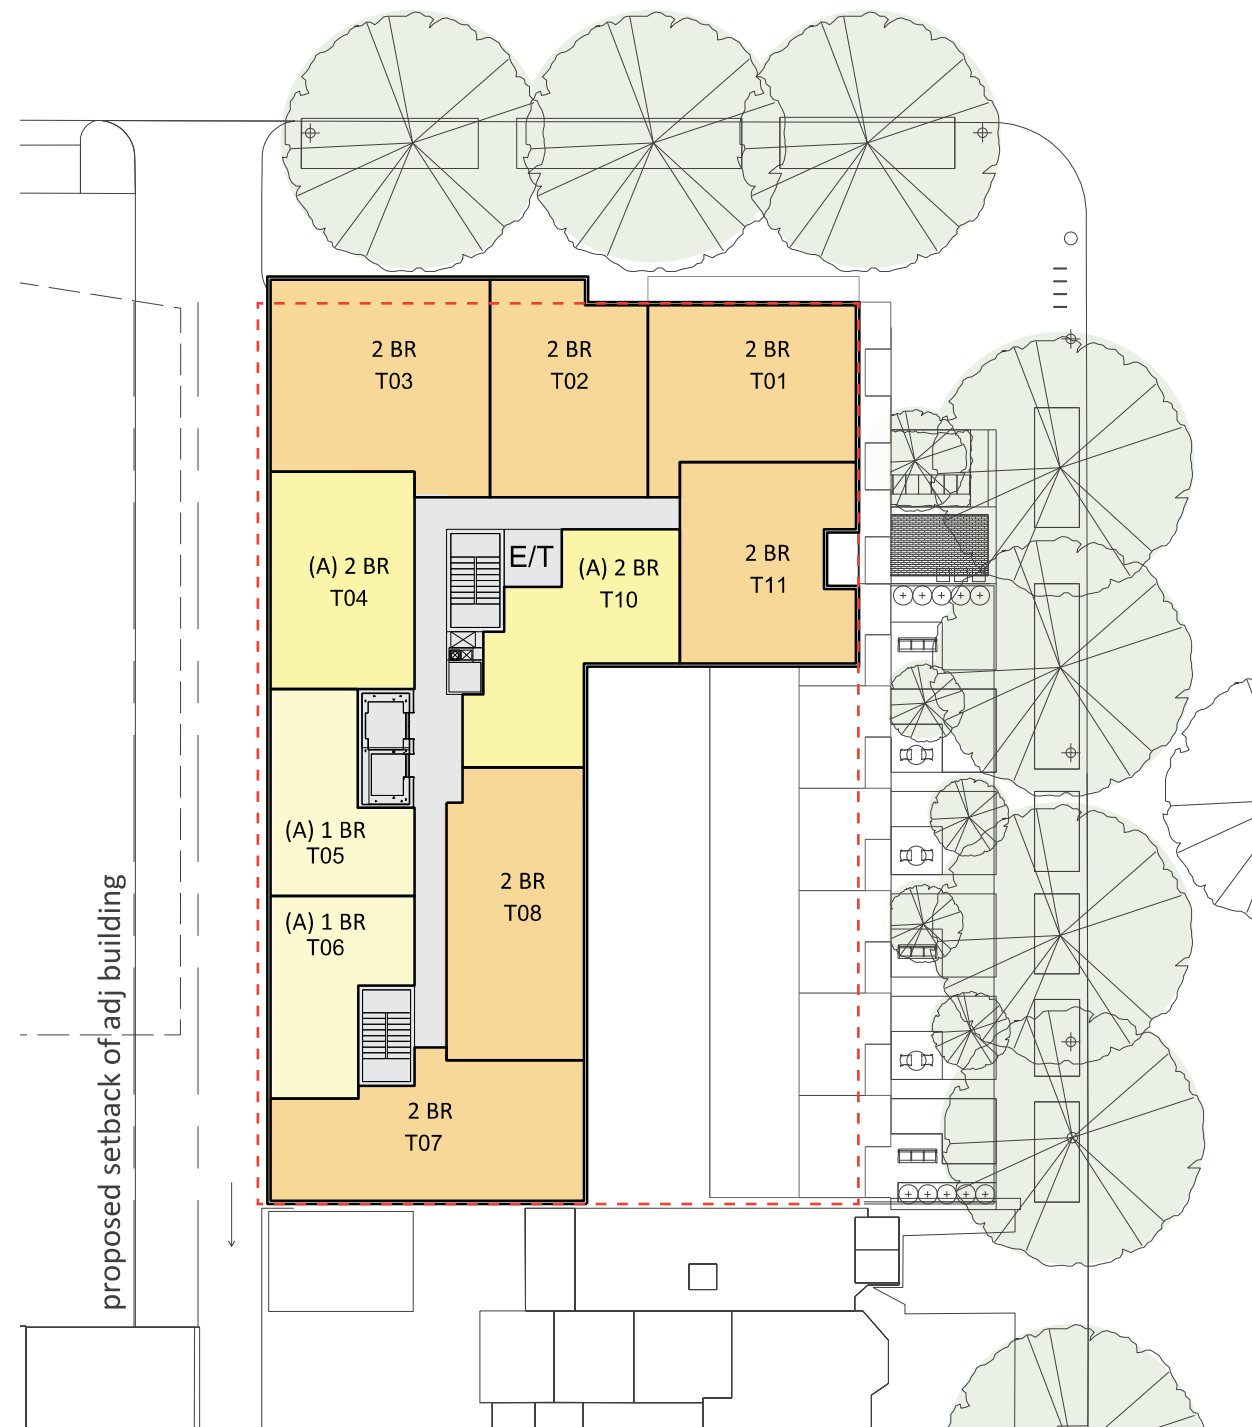 2 BR
T03
2 BR
T02
2 BR
T01
(A) 2 BR
T04
E/T
(A) 2 BR
T10
2 BR
T11
(A) 1 BR
T05
2 BR
T08
(A) 1 BR
T06
2 BR
T07
proposed setback of adj building